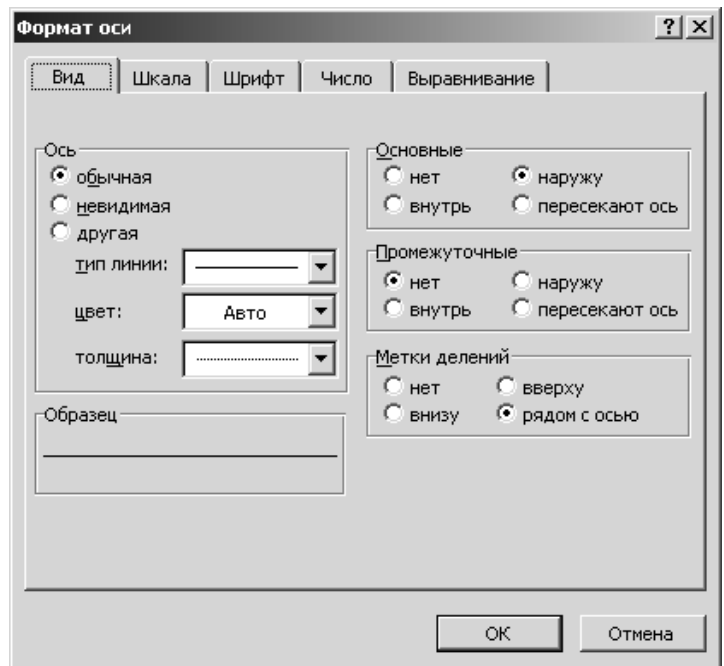 Формат оси
Вид Шкала Шрифт Число Выравнивание
Ось
обычная
невидимая
другая
тип линии:
цвет: Авто
толщина:
Образец
Основные
нет наружу
внутрь пересекают ось
Промежуточные
нет наружу
внутрь пересекают ось
Метки делений
нет вверху
внизу рядом с осью
ОК Отмена